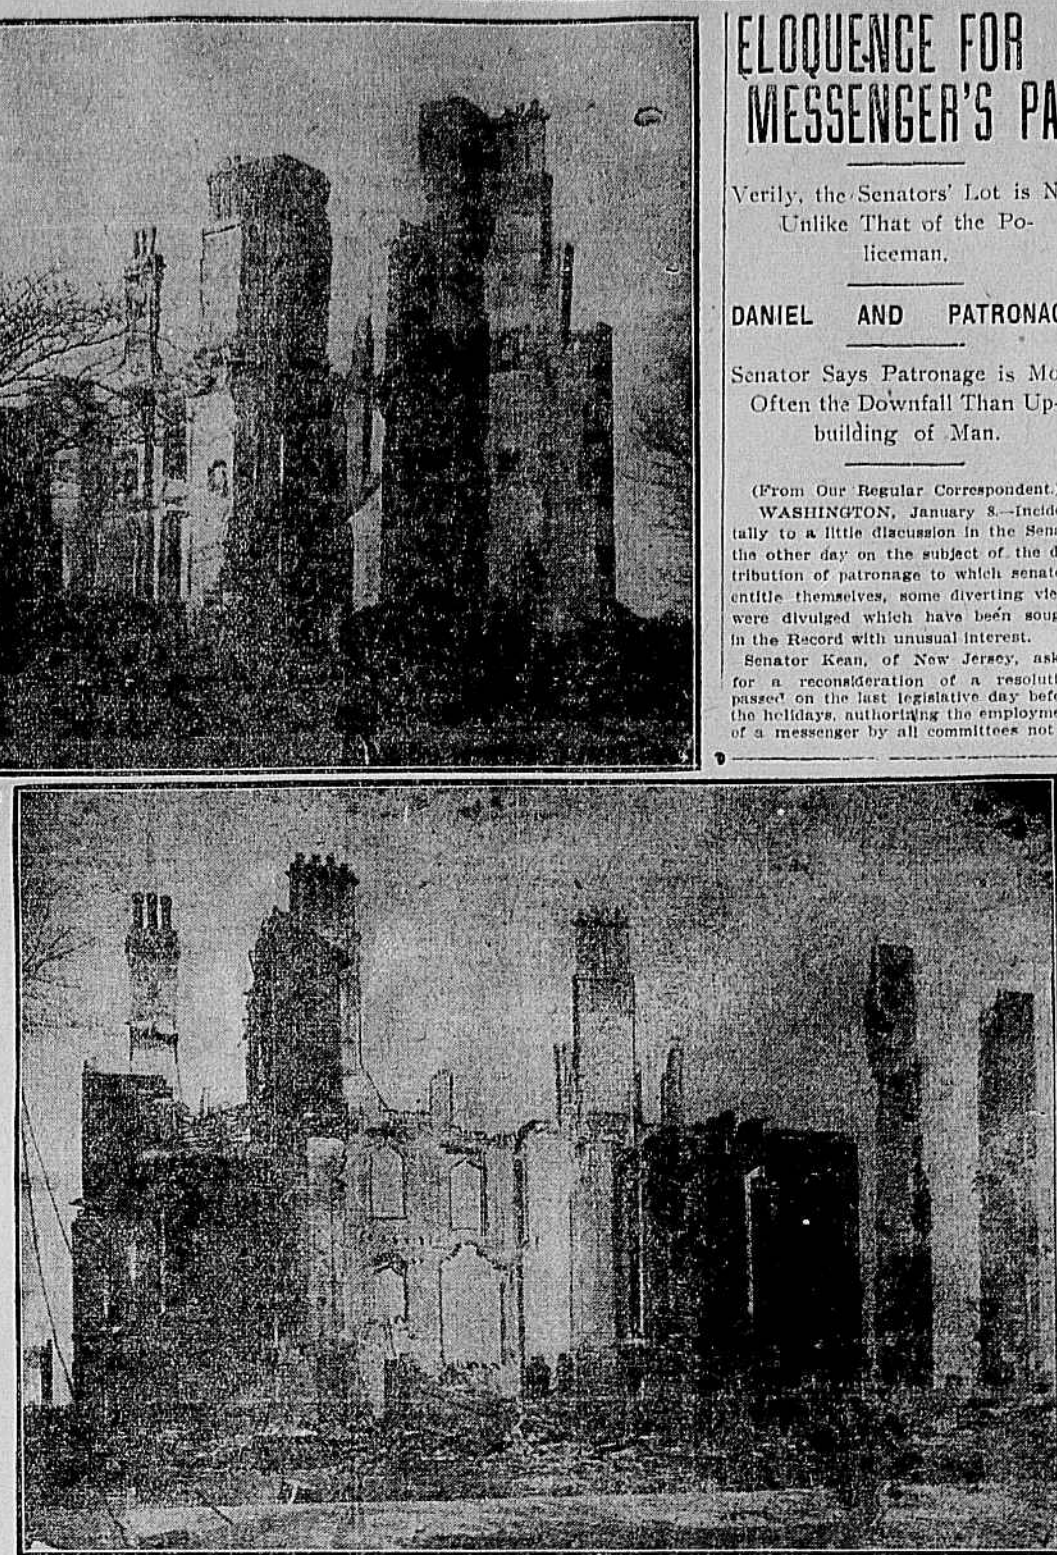 ELOQUENCE FOR
MESSENGER'S PA
Verily, the Senators' Lot is N
Unlike That of the Po-
liceman.
DANIEL AND PATRONAG
Senator Says Patronage is Mo
Often the Downfall Than Up-
building of Man.
(From Our Regular Correspondent.)
WASHINGTON, January 8.—Incide
tally to a little discussion in the Sena
the other day on the subject of the d
tribution of patronage to which senato
entitle themselves, some diverting vie
were divulged which have been soug
in the Record with unusual interest.
Senator Kean, of New Jersey, ask
for a reconsideration of a resoluti
passed on the last legislative day befo
the holidays, authorizing the employme
of a messenger by all committees not